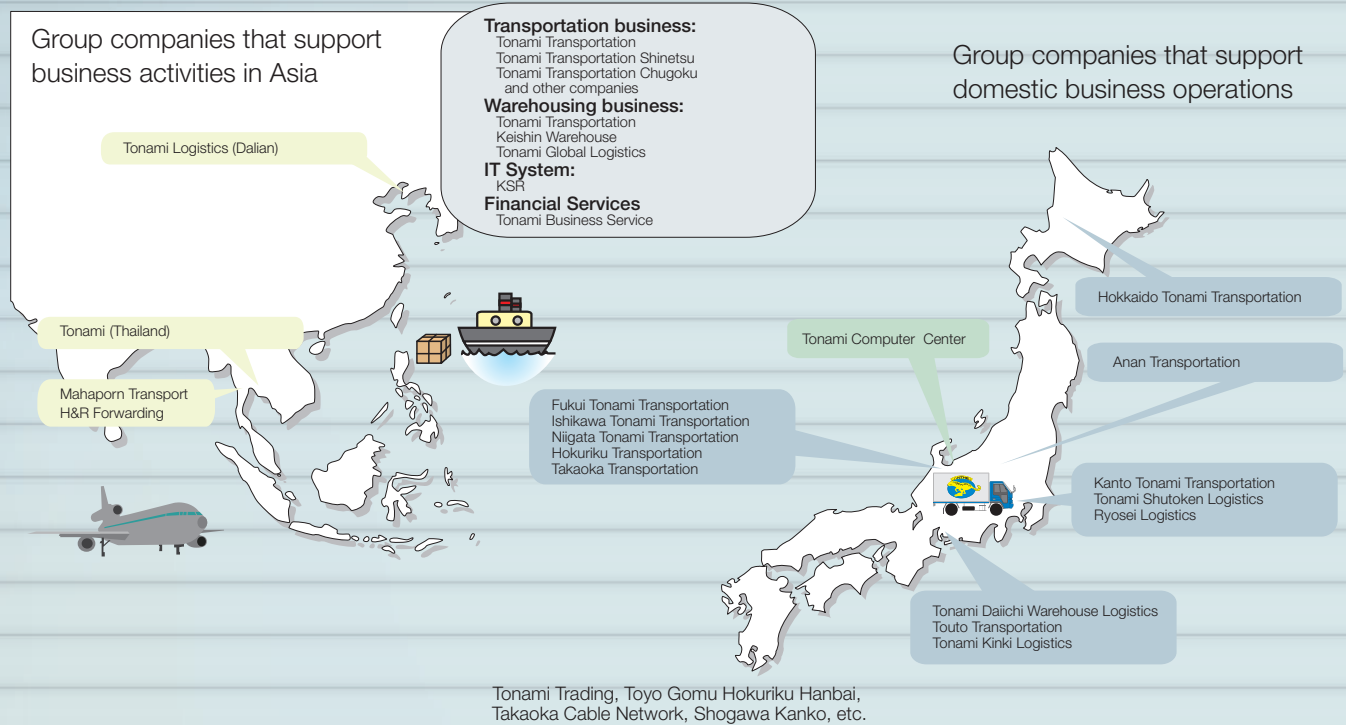 Group companies that support
business activities in Asia
Transportation business:
Tonami Transportation
Tonami Transportation Shinetsu
Tonami Transportation Chugoku
and other companies
Warehousing business:
Tonami Transportation
Keishin Warehouse
Tonami Global Logistics
IT System:
KSR
Financial Services
Tonami Business Service
Group companies that support
domestic business operations
Tonami Logistics (Dalian)
Tonami (Thailand)
Mahaporn Transport
H&R Forwarding
Hokkaido Tonami Transportation
Tonami Computer Center
Anan Transportation
Fukui Tonami Transportation
Ishikawa Tonami Transportation
Niigata Tonami Transportation
Hokuriku Transportation
Takaoka Transportation
Kanto Tonami Transportation
Tonami Shutoken Logistics
Ryosei Logistics
Tonami Daiichi Warehouse Logistics
Touto Transportation
Tonami Kinki Logistics
Tonami Trading, Toyo Gomu Hokuriku Hanbai,
Takaoka Cable Network, Shogawa Kanko, etc.